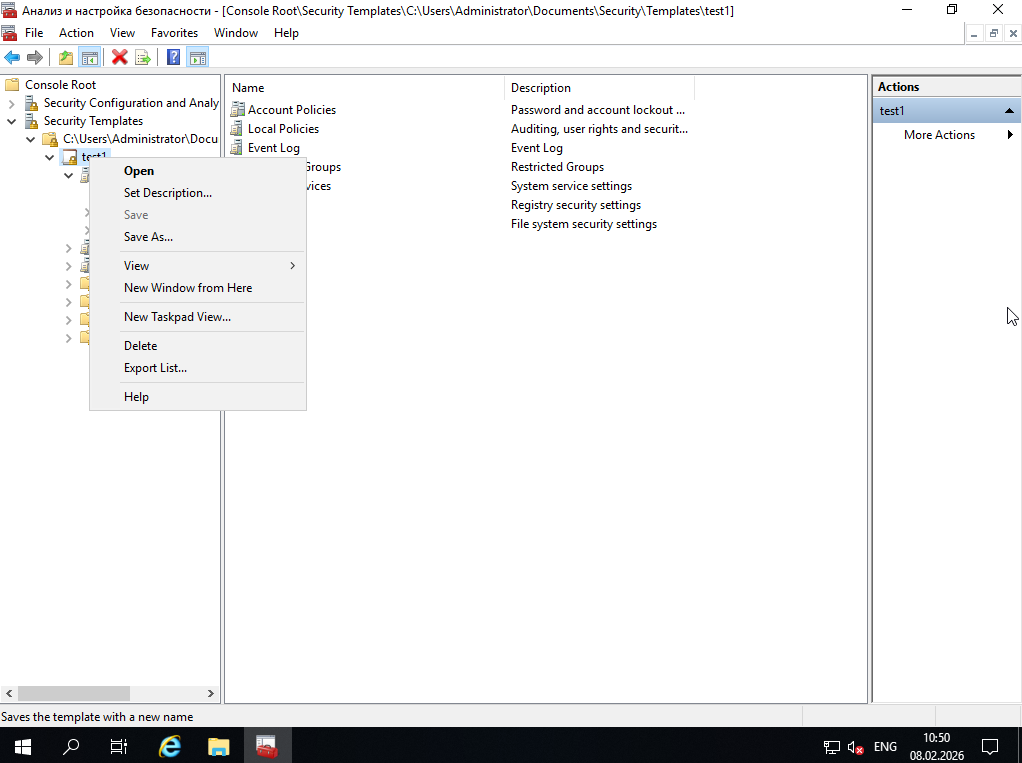 Анализ и настройка безопасности - [Console Root\Security Templates\C:\Users\Administrator\Documents\Security\Templates\test1]
File Action View Favorites Window Help
Console Root
Security Configuration and Analy
Security Templates
C:\Users\Administrator\Docu
test1
Open
Set Description...
Save
Save As...
View
New Window from Here
New Taskpad View...
Delete
Export List...
Help
Name Description
Account Policies Password and account lockout ...
Local Policies Auditing, user rights and securit...
Event Log Event Log
Groups Restricted Groups
vices System service settings
Registry security settings
File system security settings
Actions
test1
More Actions
Saves the template with a new name
ENG
10:50
08.02.2026